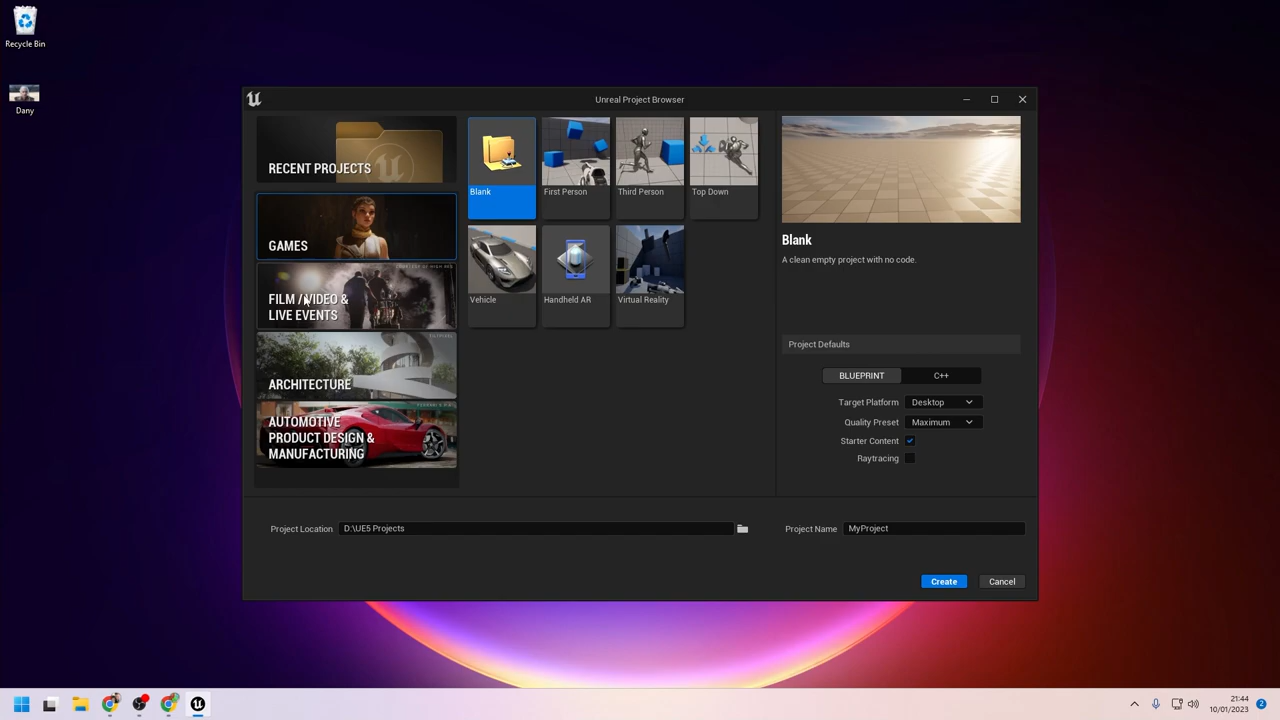 Recycle Bin
Dany
Unreal Project Browser
RECENT PROJECTS
GAMES
FILM / VIDEO &
LIVE EVENTS
ARCHITECTURE
AUTOMOTIVE
PRODUCT DESIGN &
MANUFACTURING
Blank
First Person
Third Person
Top Down
Vehicle
Handheld AR
Virtual Reality
Blank
A clean empty project with no code.
Project Defaults
BLUEPRINT
C++
Target Platform
Desktop
Quality Preset
Maximum
Starter Content
Raytracing
Project Location
D:\UE5 Projects
Project Name
MyProject
Create
Cancel
21:44
10/01/2023
2